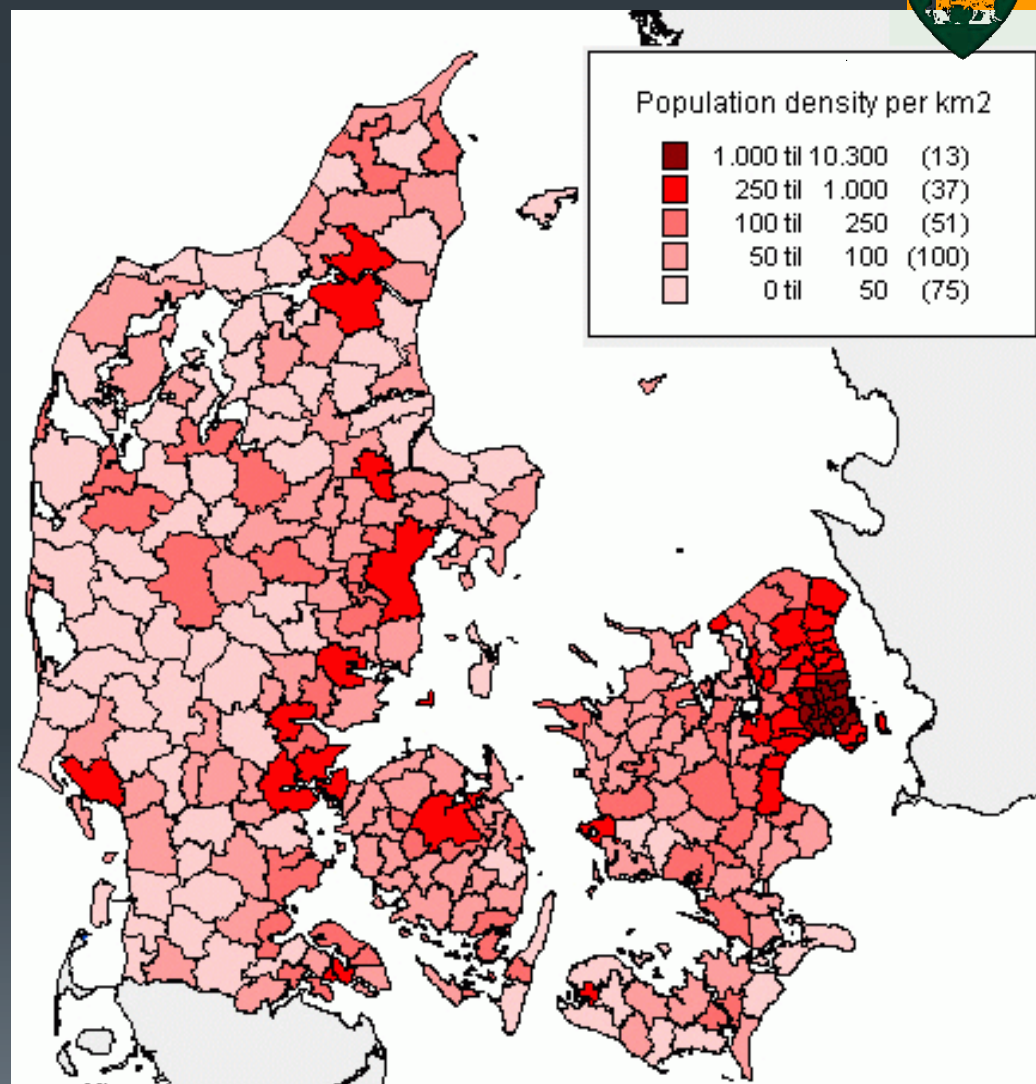 Population density per km2
1.000 til 10.300 (13)
250 til 1.000 (37)
100 til 250 (51)
50 til 100 (100)
0 til 50 (75)